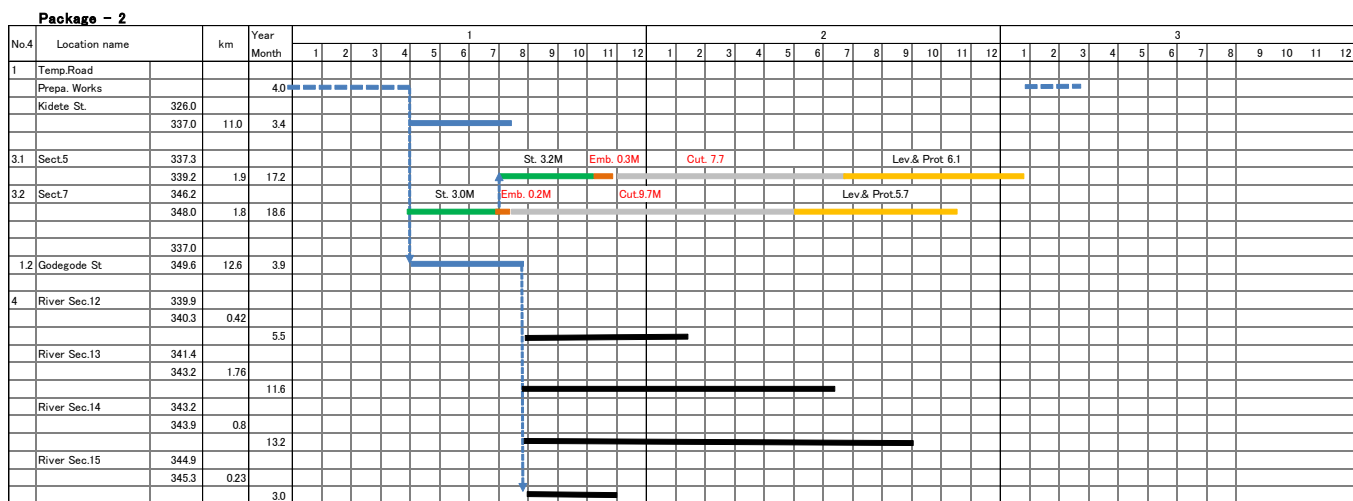 Package - 2
No.4 Location name km Year 1 2 3
Month 1 2 3 4 5 6 7 8 9 10 11 12 1 2 3 4 5 6 7 8 9 10 11 12 1 2 3 4 5 6 7 8 9 10 11 12
1 Temp.Road
Prepa. Works 4.0
Kidete St. 326.0
337.0 11.0 3.4
3.1 Sect.5 337.3 St. 3.2M Emb. 0.3M Cut. 7.7 Lev.& Prot 6.1
339.2 1.9 17.2
3.2 Sect.7 346.2 St. 3.0M Emb. 0.2M Cut.9.7M Lev.& Prot.5.7
348.0 1.8 18.6
337.0
1.2 Godegode St 349.6 12.6 3.9
4 River Sec.12 339.9
340.3 0.42
5.5
River Sec.13 341.4
343.2 1.76
11.6
River Sec.14 343.2
343.9 0.8
13.2
River Sec.15 344.9
345.3 0.23
3.0